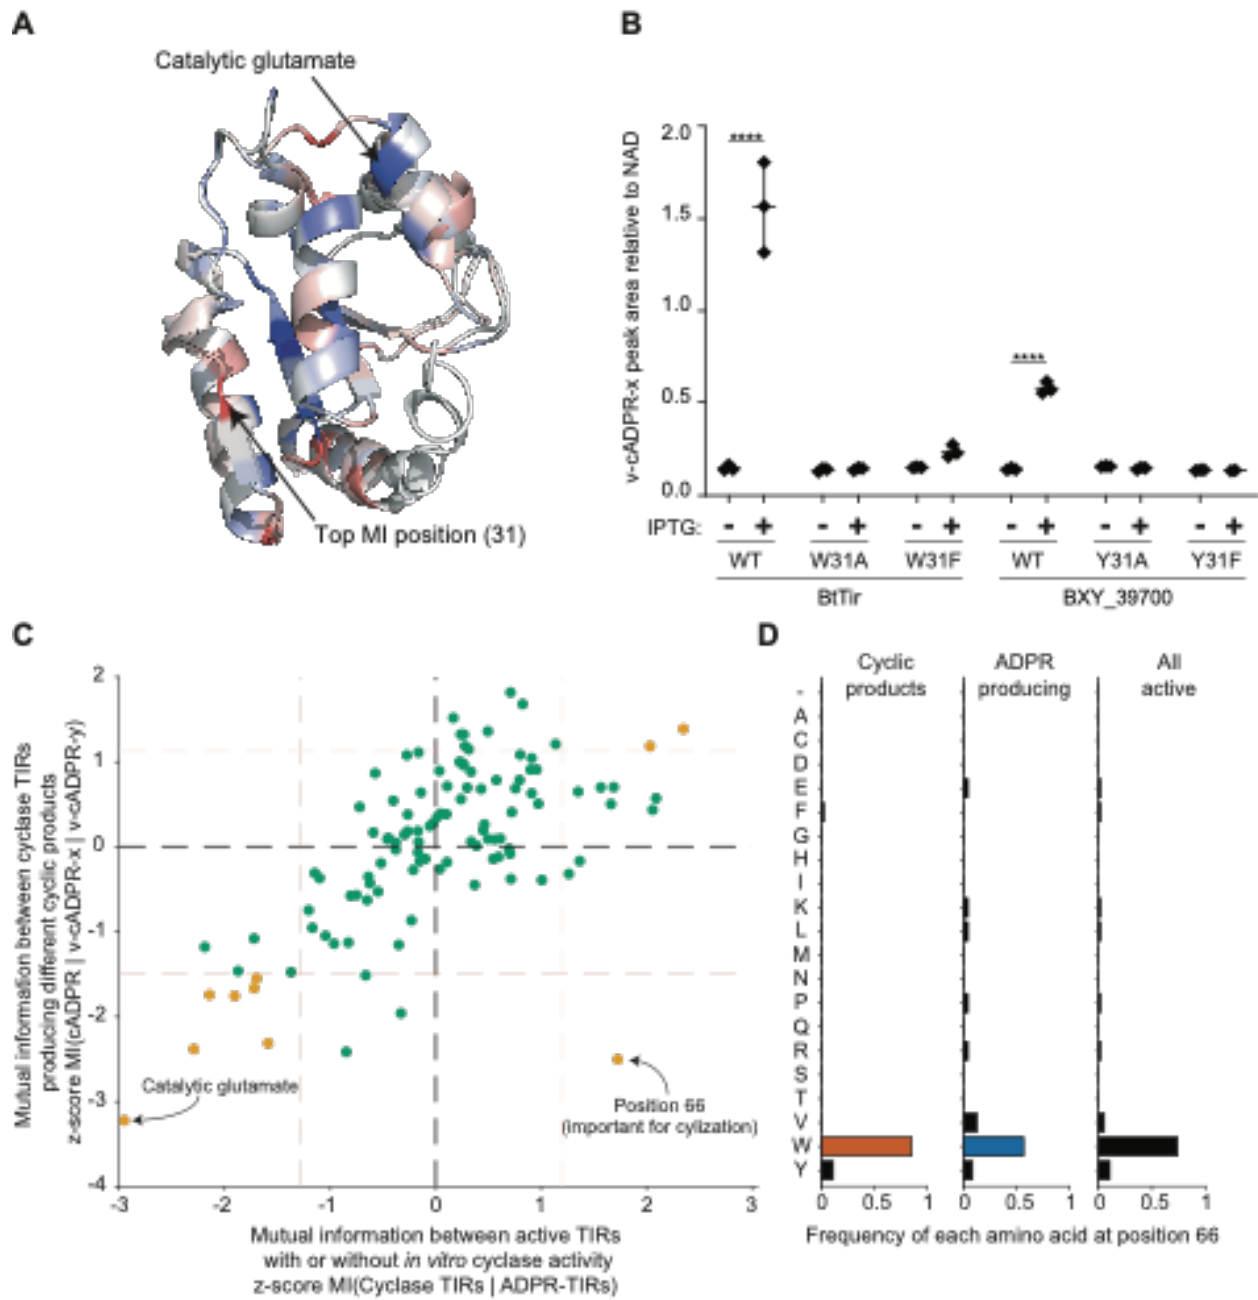 A
Catalytic glutamate
Top MI position (31)
B
v-cADPR-x peak area relative to NAD
2.0
1.5
1.0
0.5
0.0
****
****
IPTG: - + - + - + - + - + - +
WT W31A W31F WT Y31A Y31F
BtTir BXY_39700
C
Mutual information between cyclase TIRs
producing different cyclic products
z-score MI(cADPR | v-cADPR-x | v-cADPR-y)
2
1
0
-1
-2
-3
-4
Catalytic glutamate
Position 66
(important for cylization)
-3 -2 -1 0 1 2 3
Mutual information between active TIRs
with or without in vitro cyclase activity
z-score MI(Cyclase TIRs | ADPR-TIRs)
D
Cyclic
products
ADPR
producing
All
active
-
A
C
D
E
F
G
H
I
K
L
M
N
P
Q
R
S
T
V
W
Y
0 0.5 1 0 0.5 1 0 0.5 1
Frequency of each amino acid at position 66